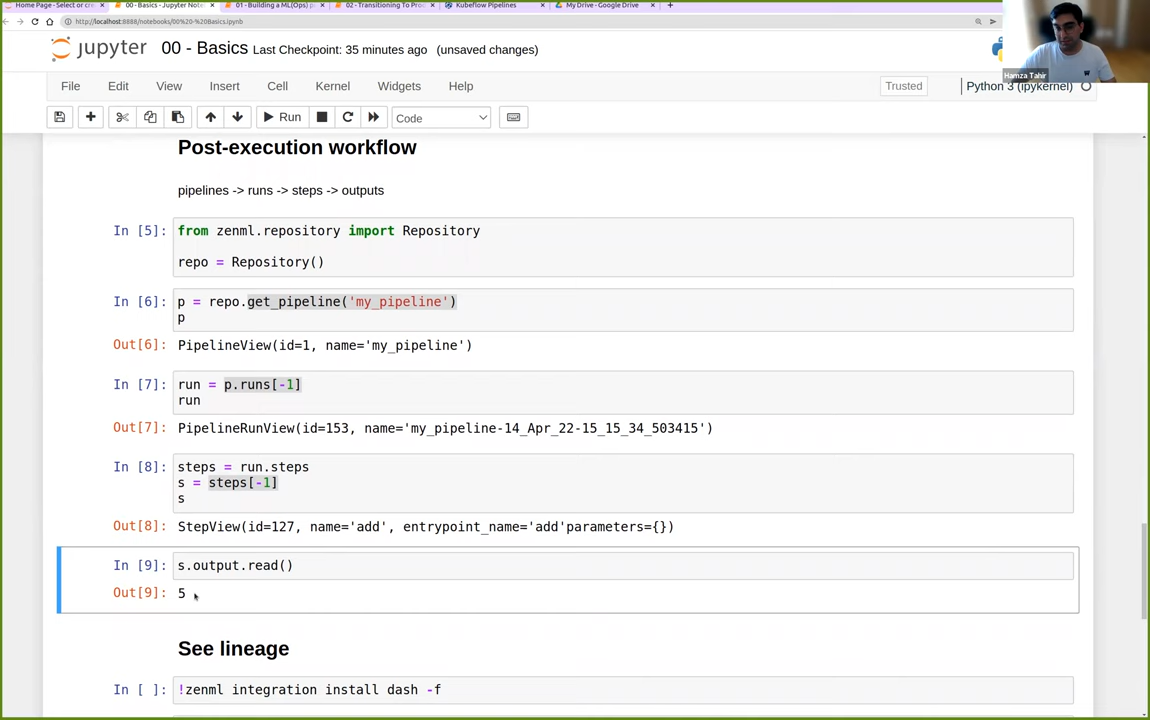 Home Page - Select or cre
00 - Basics - Jupyter Note
01 - Building a ML(Ops) p
02 - Transitioning To Pro
Kubeflow Pipelines
My Drive - Google Drive
http://localhost:8888/notebooks/00%20-%20Basics.ipynb
jupyter 00 - Basics Last Checkpoint: 35 minutes ago (unsaved changes)
Hamza Tahir
File Edit View Insert Cell Kernel Widgets Help
Trusted
Python 3 (ipykernel)
Run
Code
Post-execution workflow
pipelines -> runs -> steps -> outputs
In [5]: from zenml.repository import Repository
repo = Repository()
In [6]: p = repo.get_pipeline('my_pipeline')
p
Out[6]: PipelineView(id=1, name='my_pipeline')
In [7]: run = p.runs[-1]
run
Out[7]: PipelineRunView(id=153, name='my_pipeline-14_Apr_22-15_15_34_503415')
In [8]: steps = run.steps
s = steps[-1]
s
Out[8]: StepView(id=127, name='add', entrypoint_name='add'parameters={})
In [9]: s.output.read()
Out[9]: 5
See lineage
In [ ]: !zenml integration install dash -f